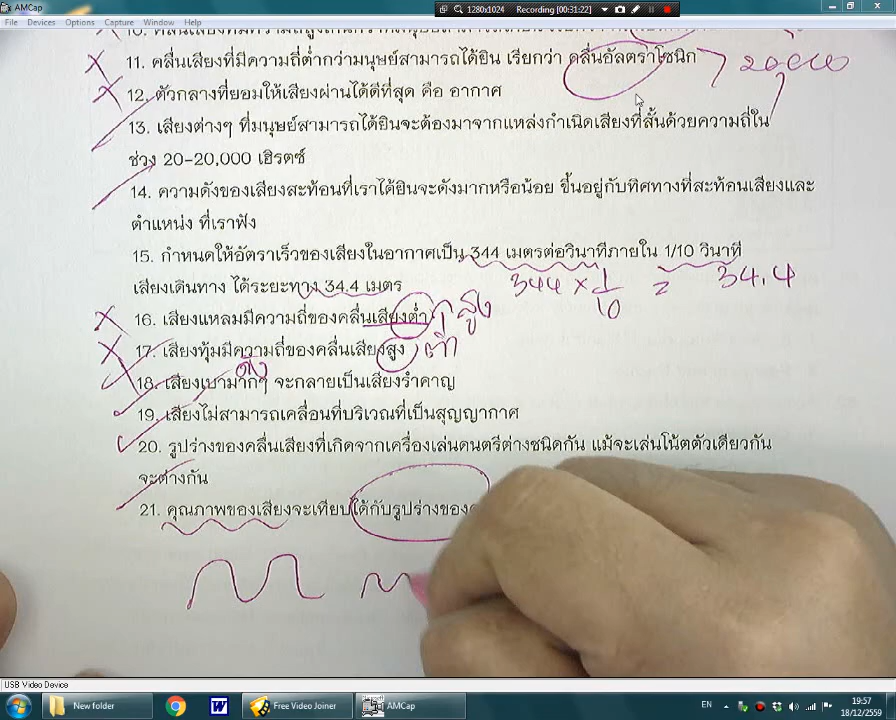 AMCap
1280x1024 Recording [00:31:22]
File Devices Options Capture Window Help
11. คลื่นเสียงที่มีความถี่ต่ำกว่ามนุษย์สามารถได้ยิน เรียกว่า คลื่นอัลตราโซนิก
12. ตัวกลางที่ยอมให้เสียงผ่านได้ดีที่สุด คือ อากาศ
13. เสียงต่างๆ ที่มนุษย์สามารถได้ยินจะต้องมาจากแหล่งกำเนิดเสียงที่สั่นด้วยความถี่ใน
ช่วง 20-20,000 เฮิรตซ์
14. ความดังของเสียงสะท้อนที่เราได้ยินจะดังมากหรือน้อย ขึ้นอยู่กับทิศทางที่สะท้อนเสียงและ
ตำแหน่ง ที่เราฟัง
15. กำหนดให้อัตราเร็วของเสียงในอากาศเป็น 344 เมตรต่อวินาทีภายใน 1/10 วินาที
เสียงเดินทาง ได้ระยะทาง 34.4 เมตร 344 × 1/10 = 34.4
16. เสียงแหลมมีความถี่ของคลื่นเสียงต่ำ สูง
17. เสียงทุ้มมีความถี่ของคลื่นเสียงสูง ต่ำ
ดัง
18. เสียงเบามากๆ จะกลายเป็นเสียงรำคาญ
19. เสียงไม่สามารถเคลื่อนที่บริเวณที่เป็นสุญญากาศ
20. รูปร่างของคลื่นเสียงที่เกิดจากเครื่องเล่นดนตรีต่างชนิดกัน แม้จะเล่นโน้ตตัวเดียวกัน
จะต่างกัน
21. คุณภาพของเสียงจะเทียบได้กับรูปร่างของ
USB Video Device
New folder Free Video Joiner AMCap EN 19:57
18/12/2559